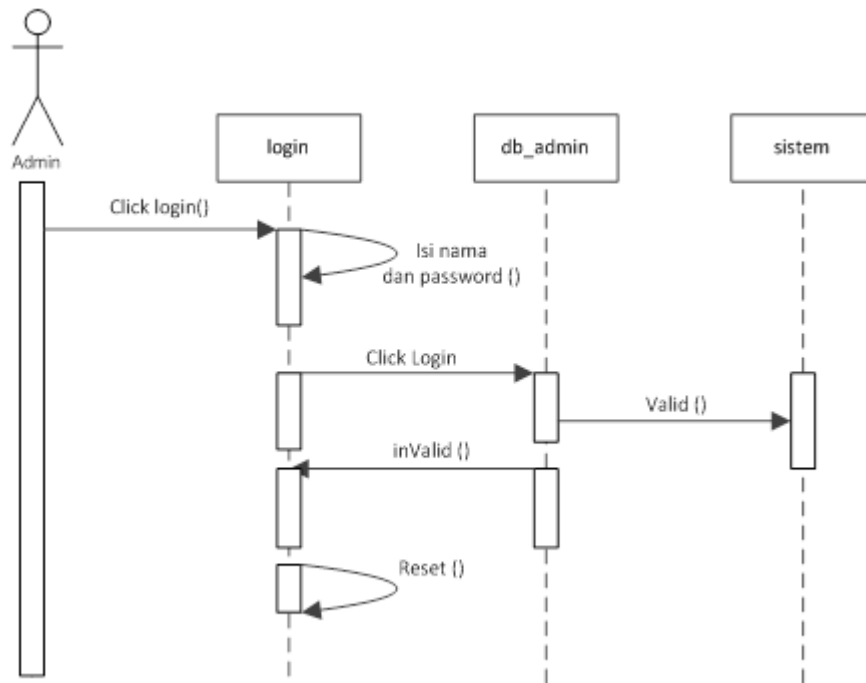 Admin
login
db_admin
sistem
Click login()
Isi nama
dan password ()
Click Login
Valid ()
inValid ()
Reset ()